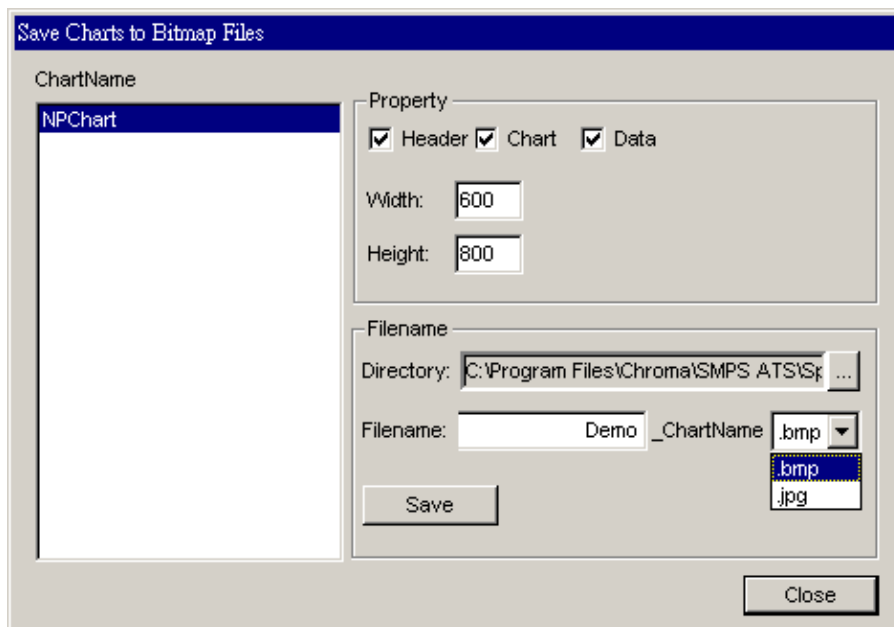 Save Charts to Bitmap Files
ChartName
NPChart
Property
Header Chart Data
Width: 600
Height: 800
Filename
Directory: C:\Program Files\Chroma\SMPS ATS\Sp ...
Filename: Demo _ChartName .bmp
.bmp
.jpg
Save
Close